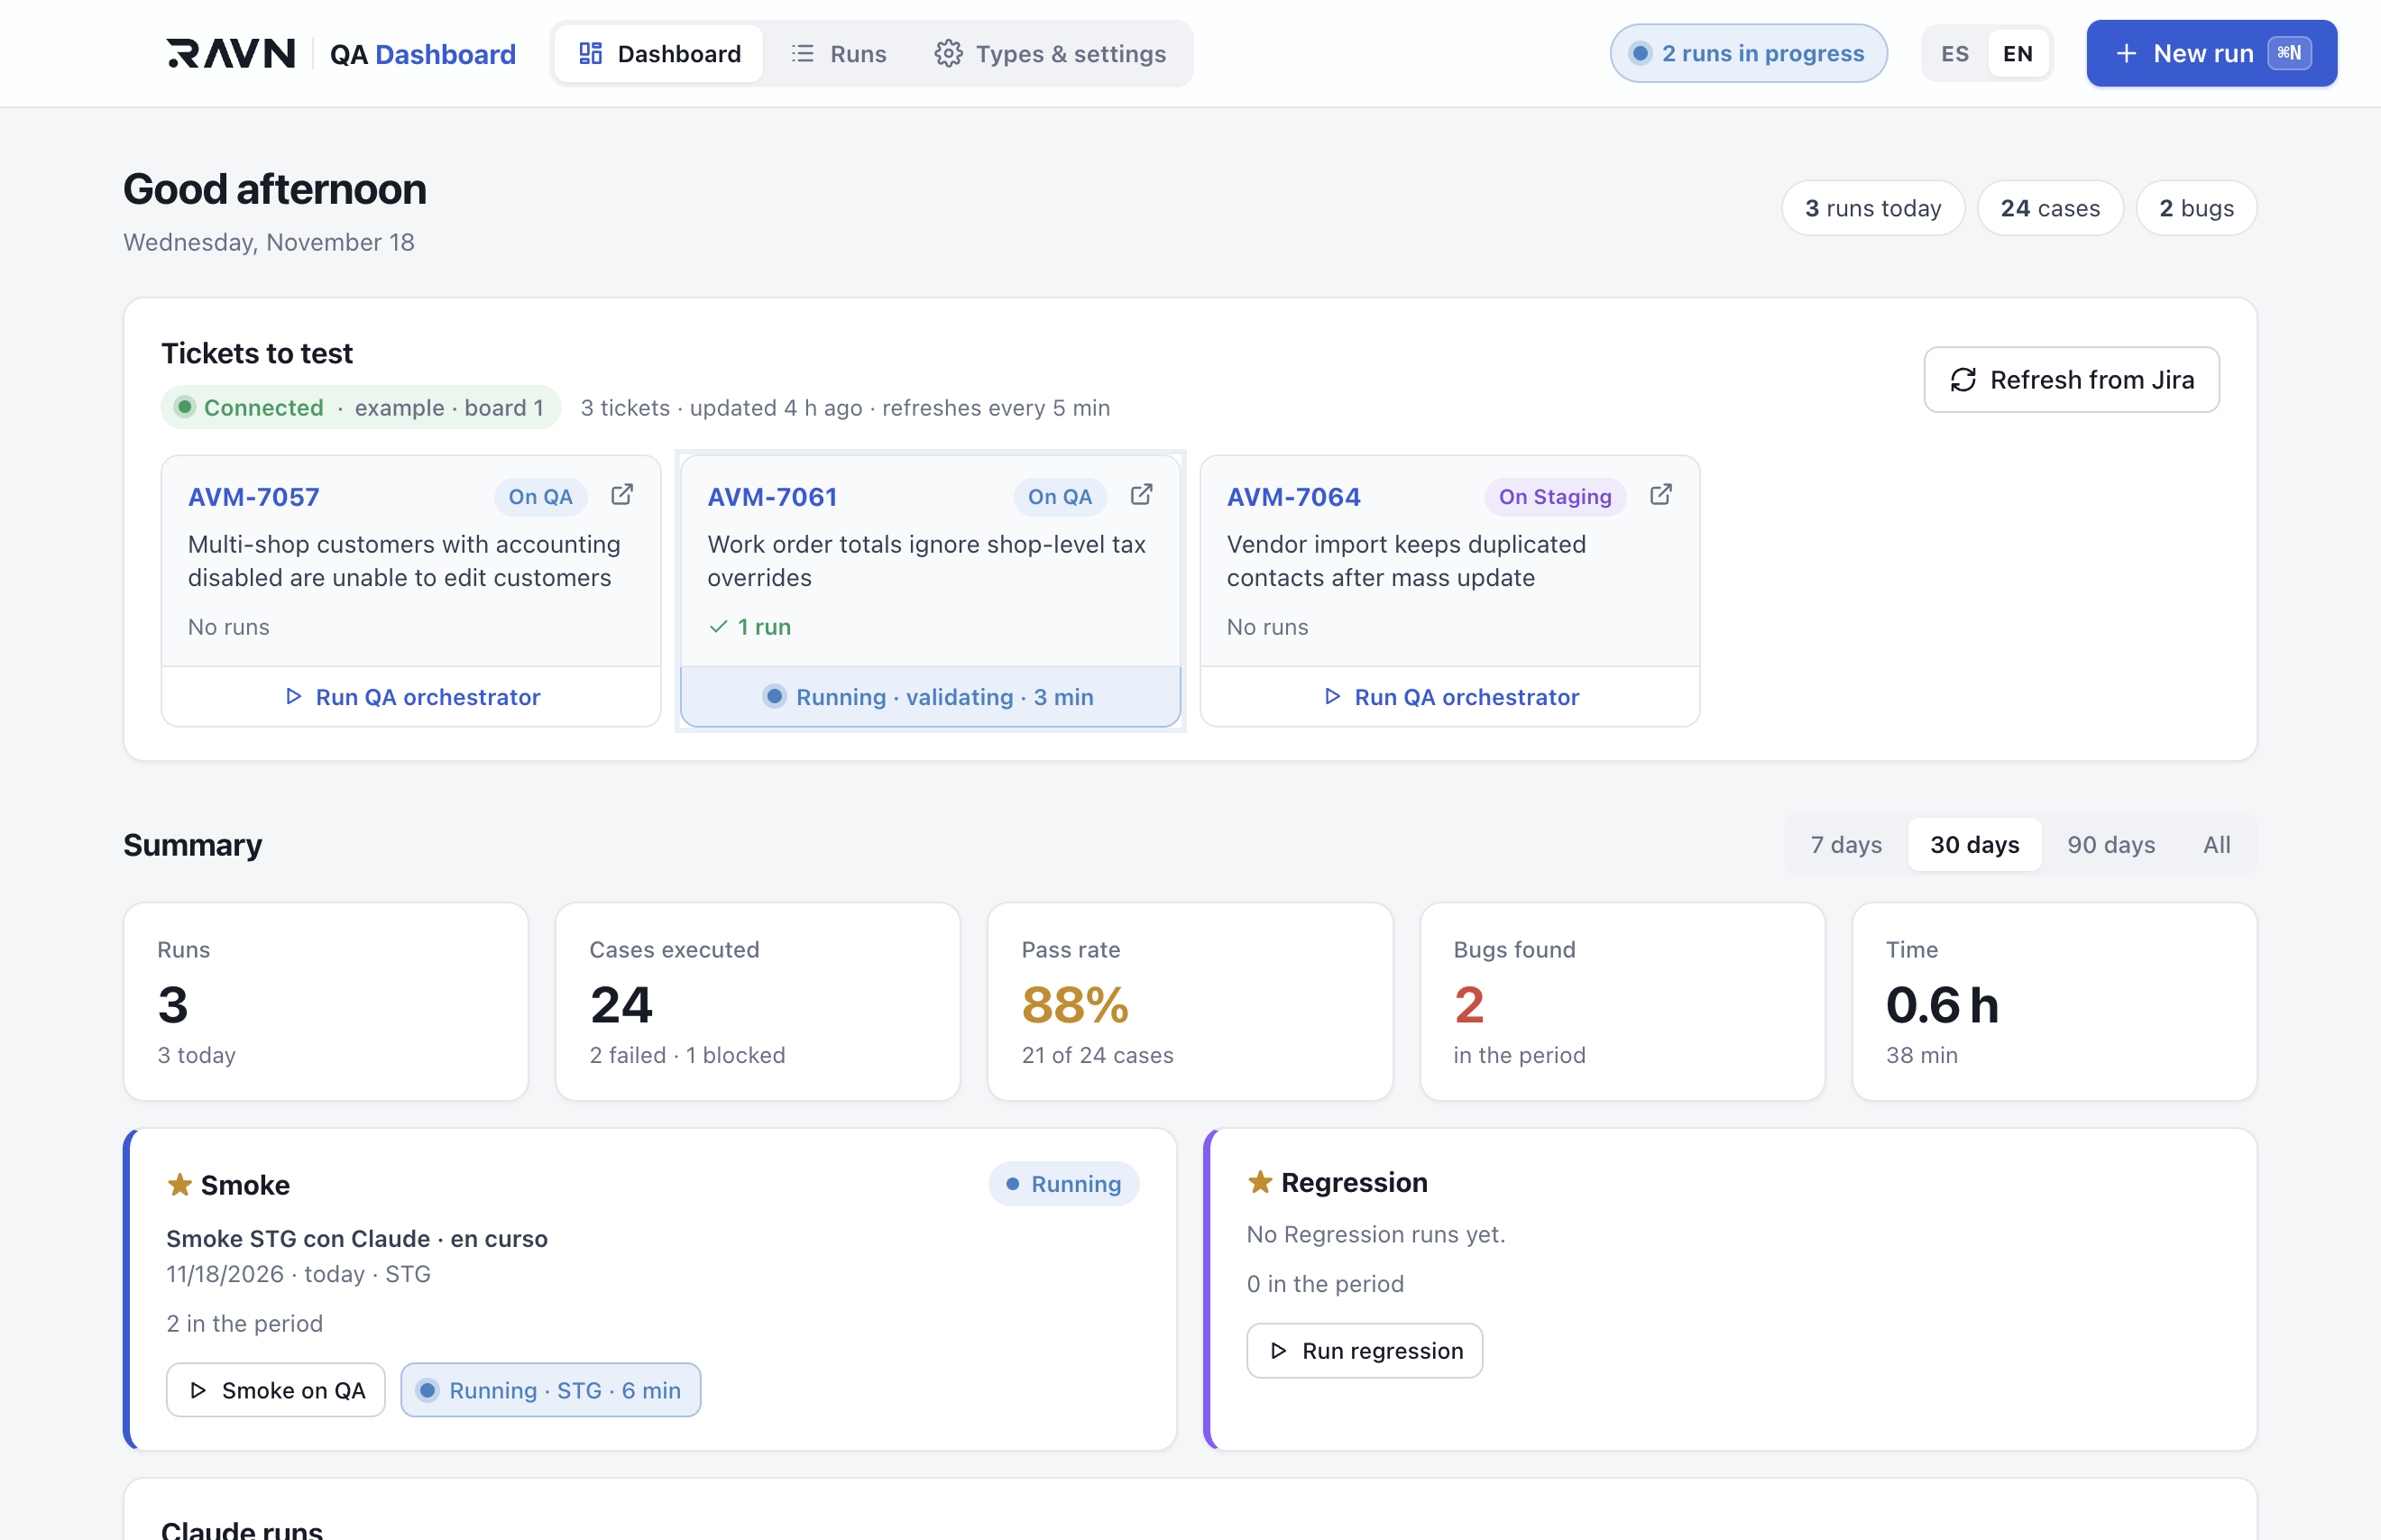 RAVN QA Dashboard Dashboard Runs Types & settings 2 runs in progress ES EN + New run ⌘N
Good afternoon
Wednesday, November 18
3 runs today 24 cases 2 bugs
Tickets to test
Connected · example · board 1 3 tickets · updated 4 h ago · refreshes every 5 min
Refresh from Jira
AVM-7057 On QA
Multi-shop customers with accounting
disabled are unable to edit customers
No runs
Run QA orchestrator
AVM-7061 On QA
Work order totals ignore shop-level tax
overrides
1 run
Running · validating · 3 min
AVM-7064 On Staging
Vendor import keeps duplicated
contacts after mass update
No runs
Run QA orchestrator
Summary
7 days 30 days 90 days All
Runs
3
3 today
Cases executed
24
2 failed · 1 blocked
Pass rate
88%
21 of 24 cases
Bugs found
2
in the period
Time
0.6 h
38 min
Smoke Running
Smoke STG con Claude · en curso
11/18/2026 · today · STG
2 in the period
Smoke on QA Running · STG · 6 min
Regression
No Regression runs yet.
0 in the period
Run regression
Claude runs